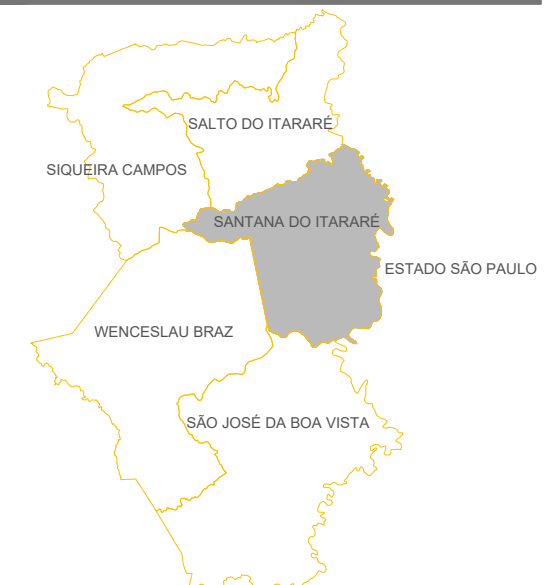 SALTO DO ITARARÉ
SIQUEIRA CAMPOS
SANTANA DO ITARARÉ
ESTADO SÃO PAULO
WENCESLAU BRAZ
SÃO JOSÉ DA BOA VISTA